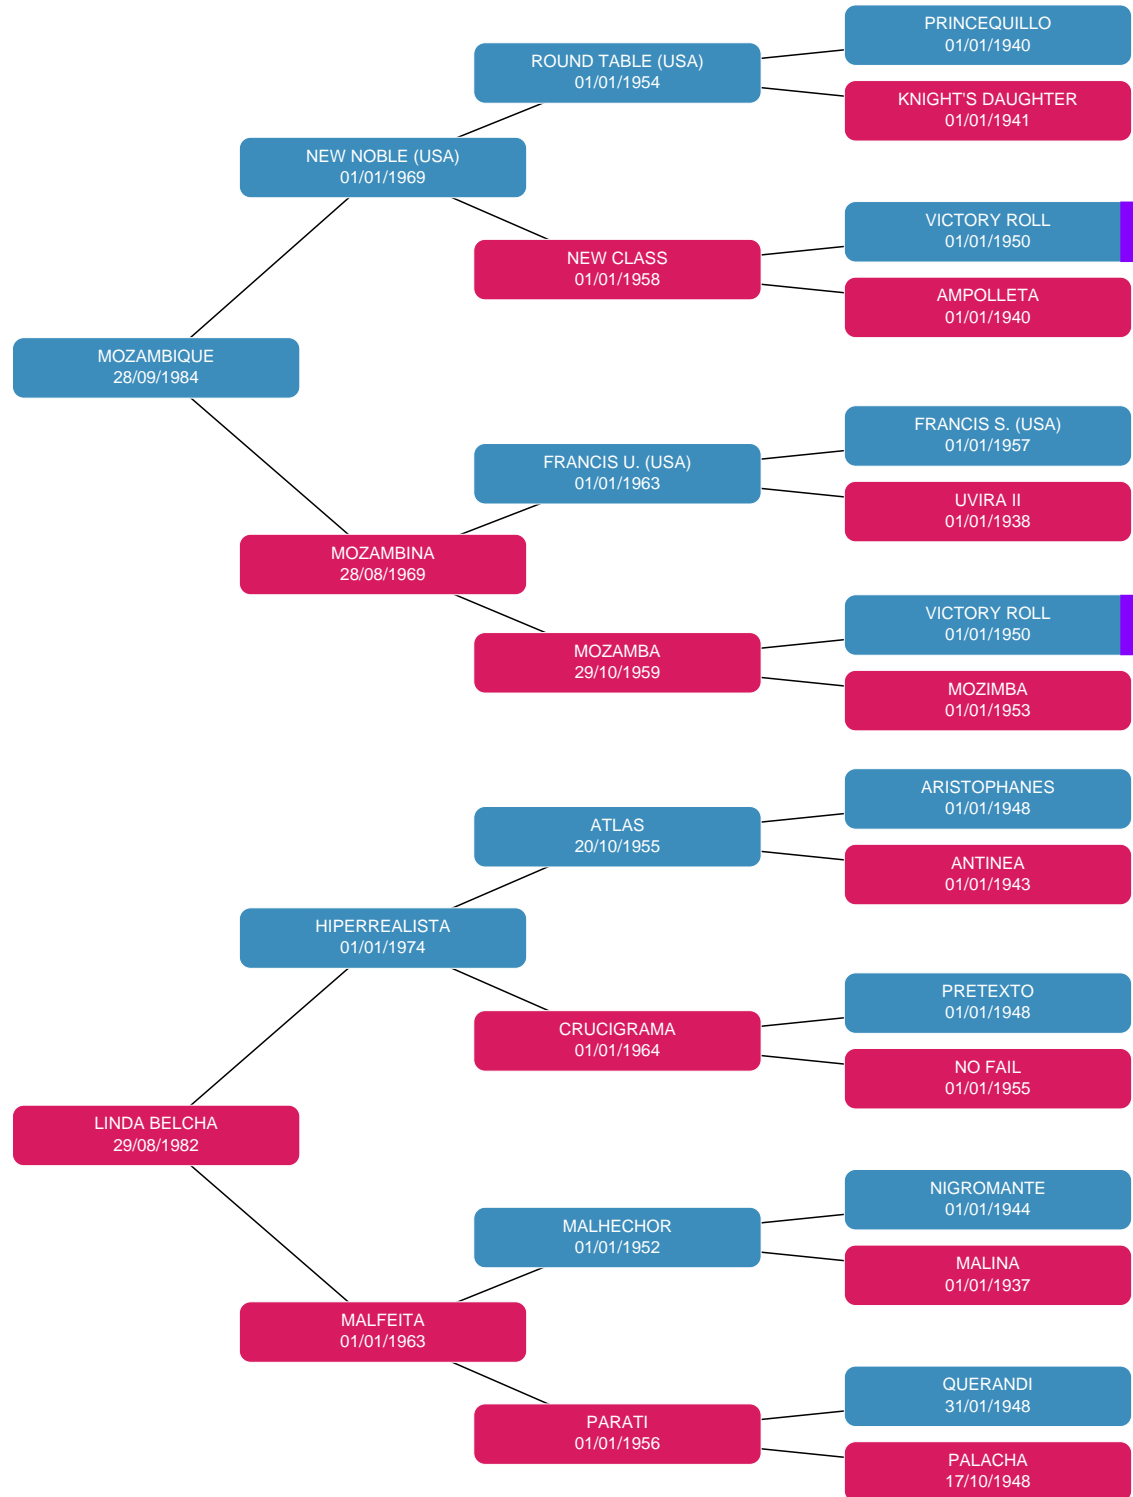 PRINCEQUILLO
01/01/1940
ROUND TABLE (USA)
01/01/1954
KNIGHT'S DAUGHTER
01/01/1941
NEW NOBLE (USA)
01/01/1969
VICTORY ROLL
01/01/1950
NEW CLASS
01/01/1958
AMPOLLETA
01/01/1940
MOZAMBIQUE
28/09/1984
FRANCIS S. (USA)
01/01/1957
FRANCIS U. (USA)
01/01/1963
UVIRA II
01/01/1938
MOZAMBINA
28/08/1969
VICTORY ROLL
01/01/1950
MOZAMBA
29/10/1959
MOZIMBA
01/01/1953
ARISTOPHANES
01/01/1948
ATLAS
20/10/1955
ANTINEA
01/01/1943
HIPERREALISTA
01/01/1974
PRETEXTO
01/01/1948
CRUCIGRAMA
01/01/1964
NO FAIL
01/01/1955
LINDA BELCHA
29/08/1982
NIGROMANTE
01/01/1944
MALHECHOR
01/01/1952
MALINA
01/01/1937
MALFEITA
01/01/1963
QUERANDI
31/01/1948
PARATI
01/01/1956
PALACHA
17/10/1948